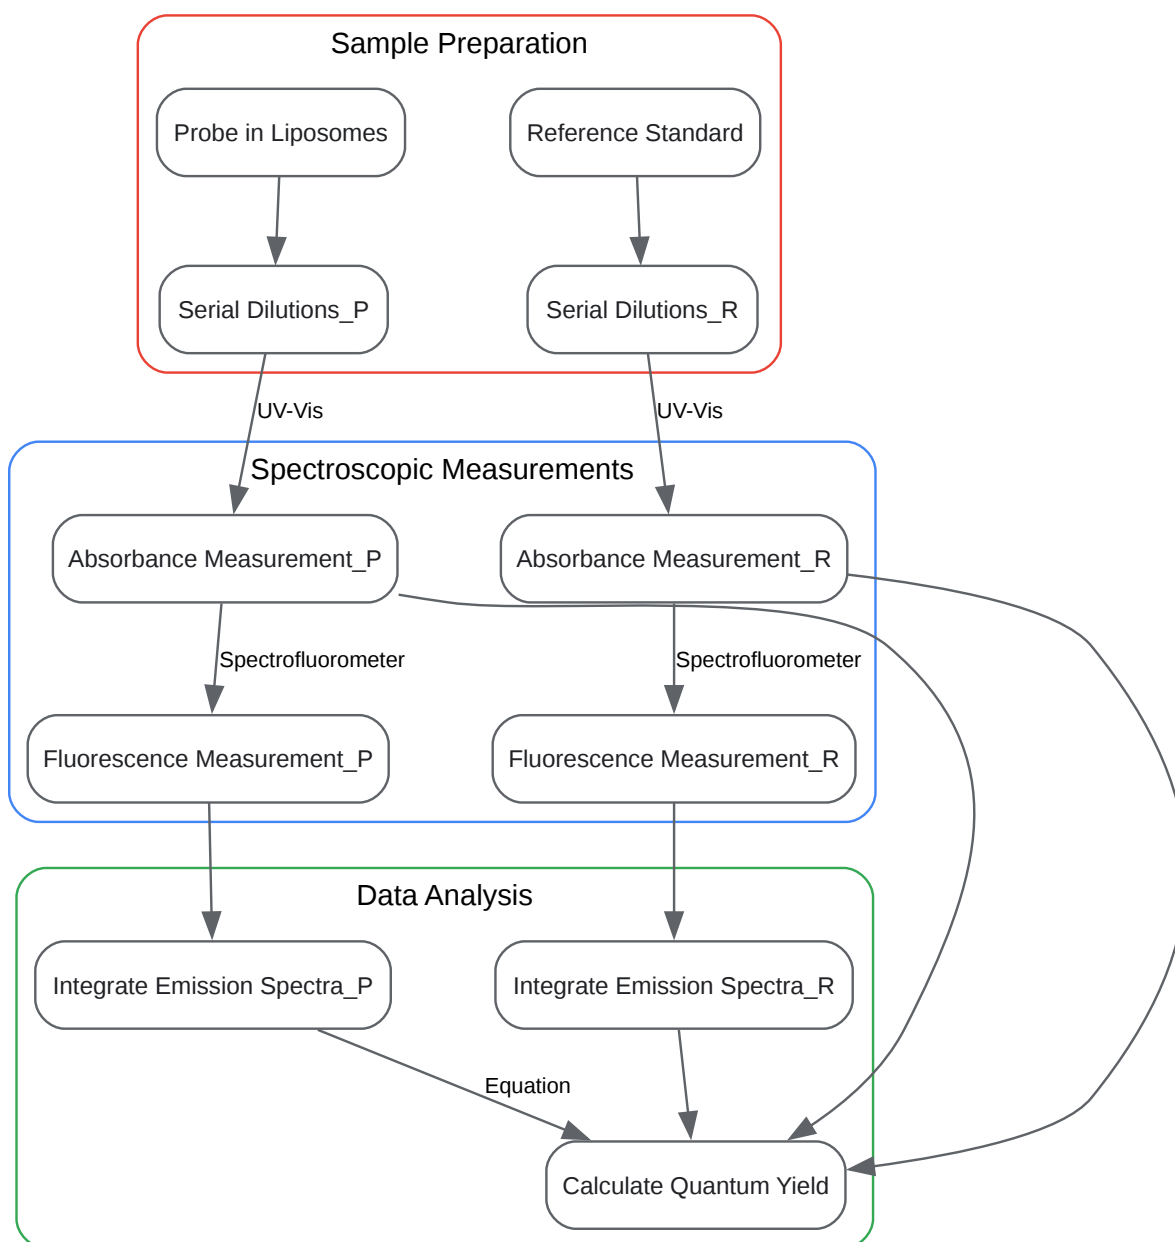 Sample Preparation
Probe in Liposomes
Reference Standard
Serial Dilutions_P
Serial Dilutions_R
UV-Vis
UV-Vis
Spectroscopic Measurements
Absorbance Measurement_P
Absorbance Measurement_R
Spectrofluorometer
Spectrofluorometer
Fluorescence Measurement_P
Fluorescence Measurement_R
Data Analysis
Integrate Emission Spectra_P
Integrate Emission Spectra_R
Equation
Calculate Quantum Yield